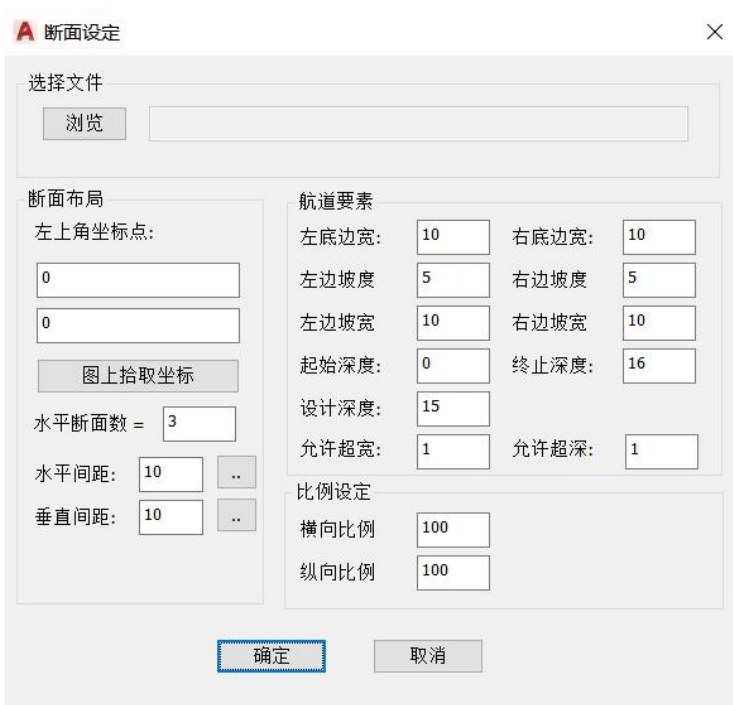 断面设定
选择文件
浏览
断面布局
左上角坐标点:
0
0
图上拾取坐标
水平断面数 = 3
水平间距: 10 ..
垂直间距: 10 ..
航道要素
左底边宽: 10 右底边宽: 10
左边坡度 5 右边坡度 5
左边坡宽 10 右边坡宽 10
起始深度: 0 终止深度: 16
设计深度: 15
允许超宽: 1 允许超深: 1
比例设定
横向比例 100
纵向比例 100
确定 取消